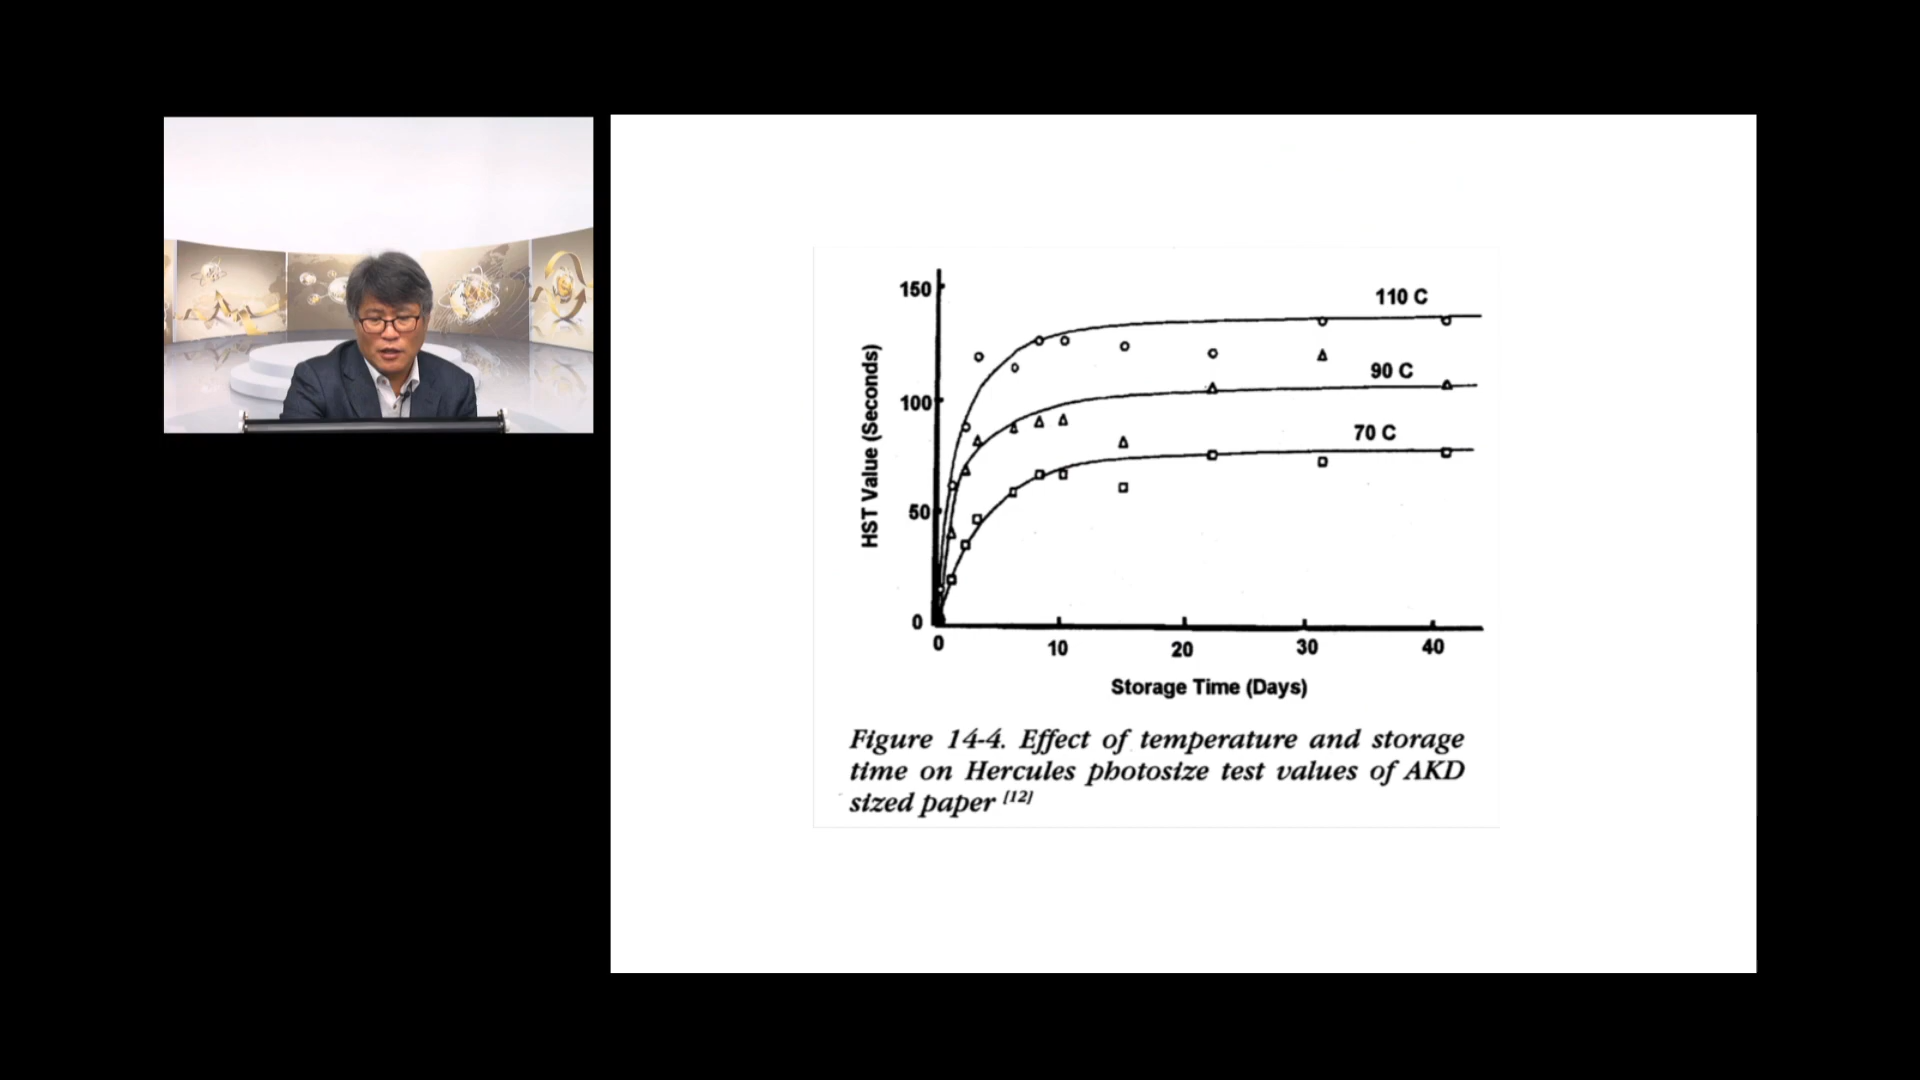 150
110 C
90 C
100
70 C
HST Value (Seconds)
50
0
0 10 20 30 40
Storage Time (Days)
Figure 14-4. Effect of temperature and storage
time on Hercules photosize test values of AKD
sized paper [12]